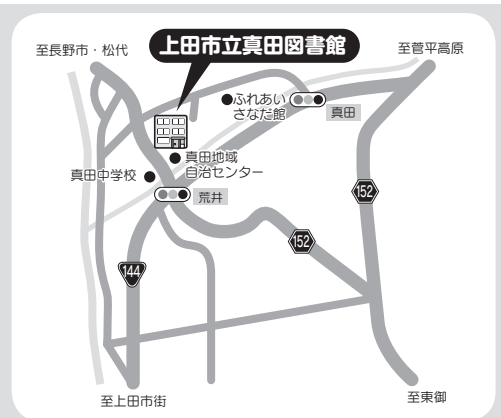 上田市立真田図書館
至長野市・松代
至菅平高原
ふれあい
さなだ館
真田
真田地域
自治センター
真田中学校
荒井
152
152
144
至上田市街
至東御